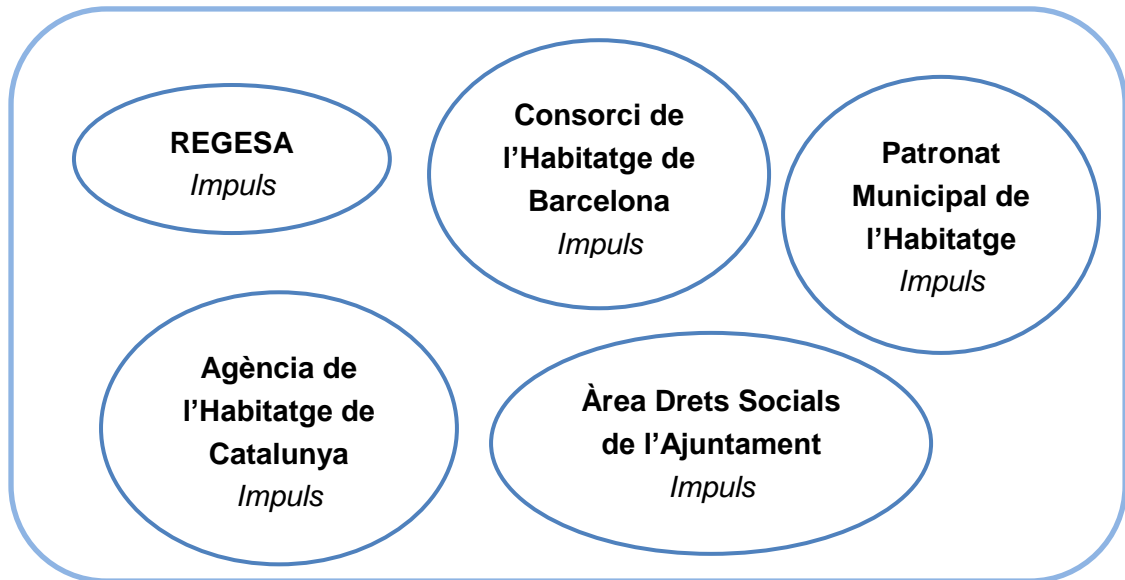 REGESA
Impuls
Consorci de
l’Habitatge de
Barcelona
Impuls
Patronat
Municipal de
l’Habitatge
Impuls
Agència de
l’Habitatge de
Catalunya
Impuls
Àrea Drets Socials
de l’Ajuntament
Impuls